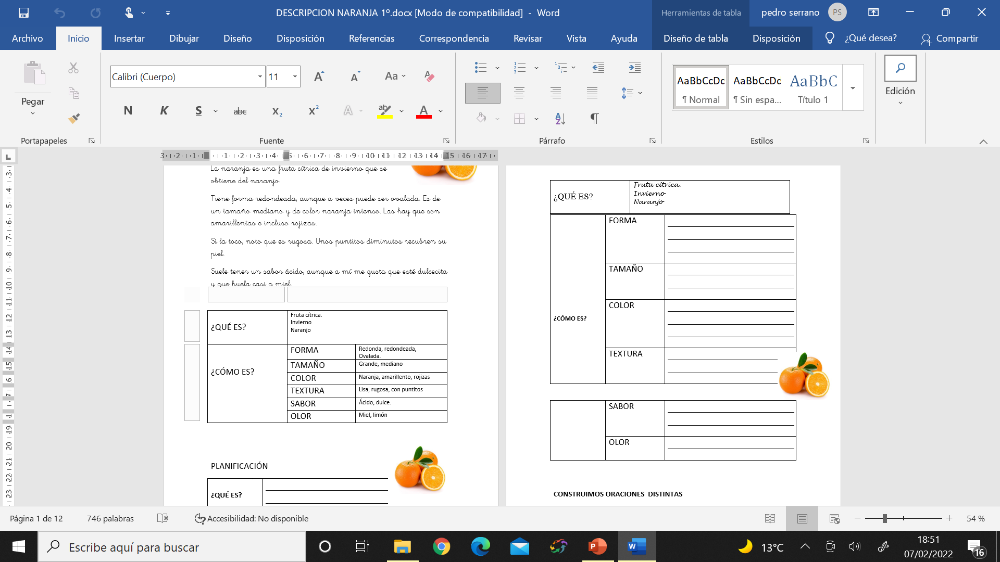 DESCRIPCION NARANJA 1º.docx [Modo de compatibilidad] - Word
Herramientas de tabla
pedro serrano
PS
Archivo
Inicio
Insertar
Dibujar
Diseño
Disposición
Referencias
Correspondencia
Revisar
Vista
Ayuda
Diseño de tabla
Disposición
¿Qué desea?
Compartir
Pegar
Portapapeles
Calibri (Cuerpo)
11
Aa
N K S abc x₂ x²
Fuente
Párrafo
AaBbCcDc
¶ Normal
AaBbCcDc
¶ Sin espa...
AaBbC
Título 1
Estilos
Edición
3 2 1 1 2 3 4 5 6 7 8 9 10 11 12 13 14 15 16 17
La naranja es una fruta cítrica de invierno que se
obtiene del naranjo.
Tiene forma redondeada, aunque a veces puede ser ovalada. Es de
un tamaño mediano y de color naranja intenso. Las hay que son
amarillentas e incluso rojizas.
Si la toco, noto que es rugosa. Unos puntitos diminutos recubren su
piel.
Suele tener un sabor ácido, aunque a mí me gusta que esté dulcecita
y que huela casi a miel.
¿QUÉ ES?
Fruta cítrica.
Invierno
Naranjo
¿CÓMO ES?
FORMA
Redonda, redondeada,
Ovalada.
TAMAÑO
Grande, mediano
COLOR
Naranja, amarillento, rojizas
TEXTURA
Lisa, rugosa, con puntitos
SABOR
Ácido, dulce.
OLOR
Miel, limón
PLANIFICACIÓN
¿QUÉ ES?
¿QUÉ ES?
Fruta cítrica.
Invierno
Naranjo
¿CÓMO ES?
FORMA
TAMAÑO
COLOR
TEXTURA
SABOR
OLOR
CONSTRUIMOS ORACIONES  DISTINTAS
Página 1 de 12
746 palabras
Accesibilidad: No disponible
54 %
Escribe aquí para buscar
13°C
18:51
07/02/2022
16